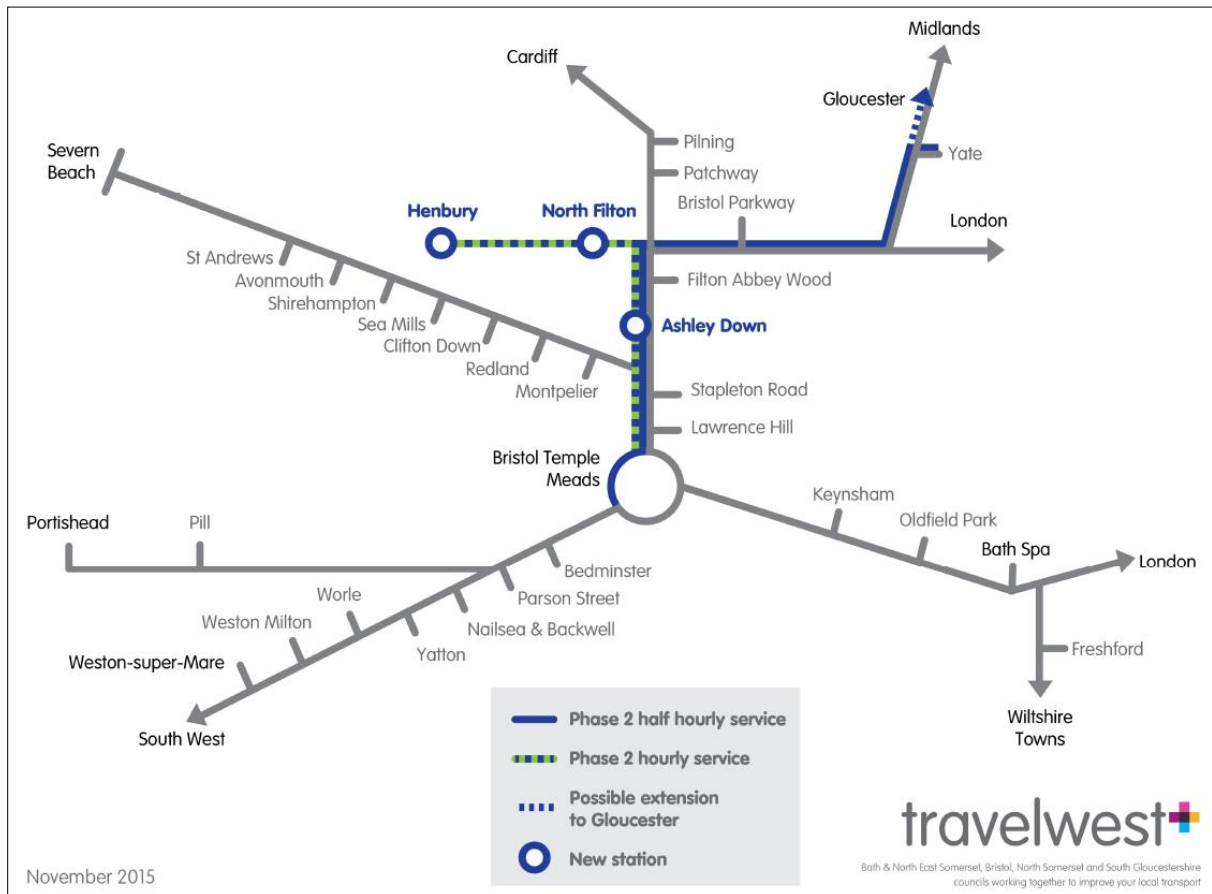 Midlands
Cardiff
Gloucester
Pilning
Patchway
Yate
Severn
Beach
Henbury
North Filton
Bristol Parkway
London
St Andrews
Avonmouth
Shirehampton
Sea Mills
Clifton Down
Redland
Montpelier
Filton Abbey Wood
Ashley Down
Stapleton Road
Lawrence Hill
Bristol Temple
Meads
Keynsham
Oldfield Park
Bath Spa
London
Freshford
Wiltshire
Towns
Portishead
Pill
Bedminster
Parson Street
Nailsea & Backwell
Yatton
Worle
Weston Milton
Weston-super-Mare
South West
Phase 2 half hourly service
Phase 2 hourly service
Possible extension
to Gloucester
New station
travelwest
Bath & North East Somerset, Bristol, North Somerset and South Gloucestershire
councils working together to improve your local transport
November 2015